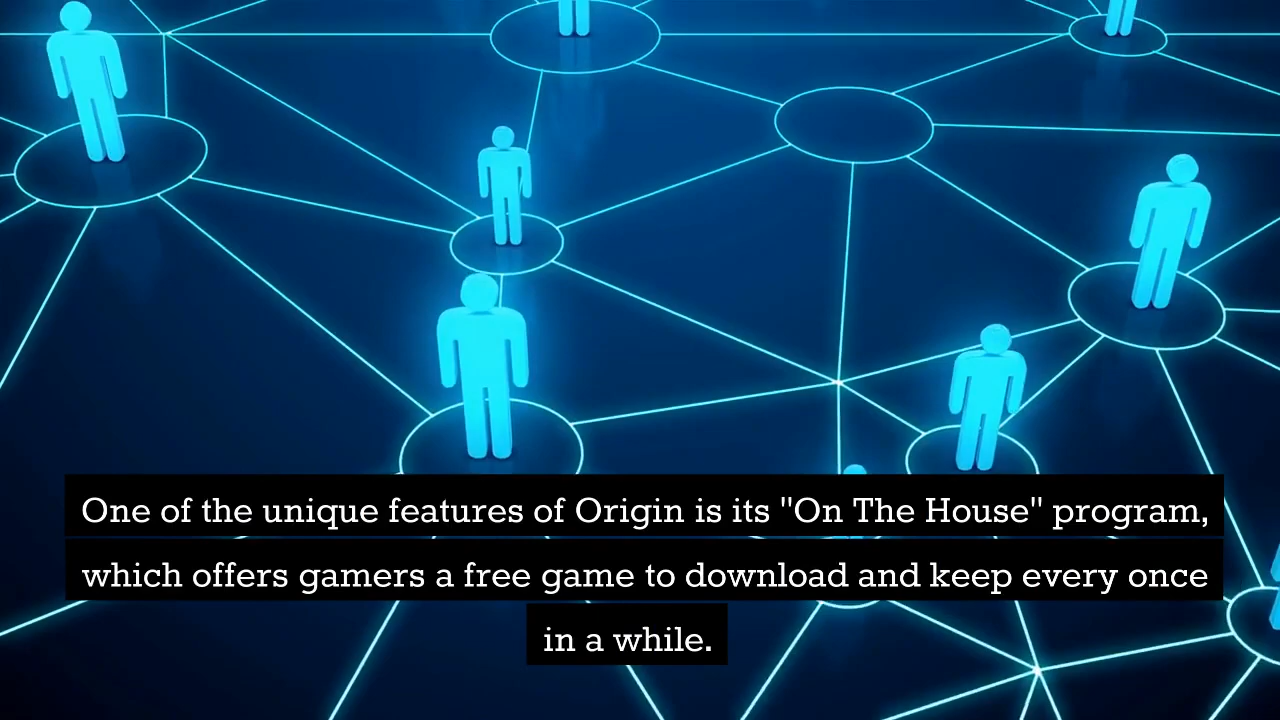 One of the unique features of Origin is its "On The House" program,
which offers gamers a free game to download and keep every once
in a while.